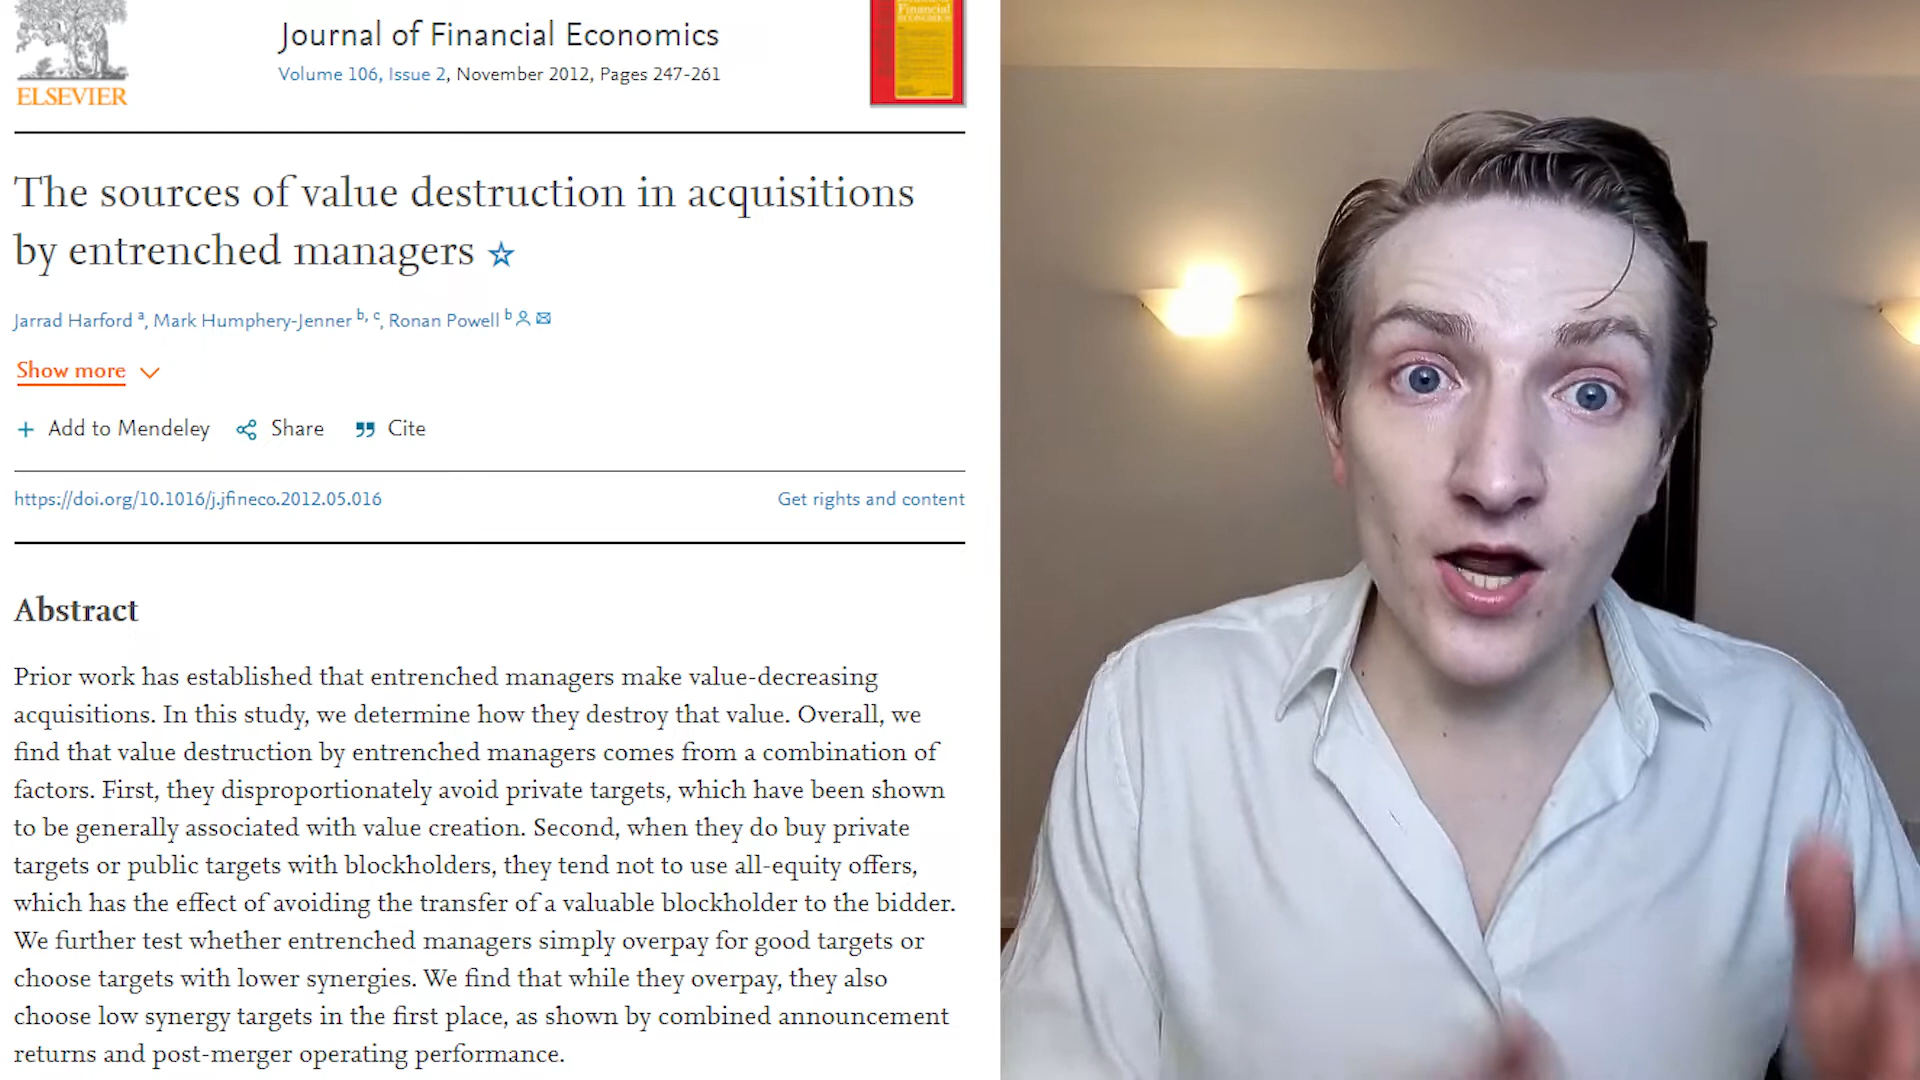 ELSEVIER
Journal of Financial Economics
Volume 106, Issue 2, November 2012, Pages 247-261
Financial
ECONOMICS
The sources of value destruction in acquisitions
by entrenched managers ☆
Jarrad Harford a, Mark Humphery-Jenner b, c, Ronan Powell b
Show more
+ Add to Mendeley Share Cite
https://doi.org/10.1016/j.jfineco.2012.05.016 Get rights and content
Abstract
Prior work has established that entrenched managers make value-decreasing
acquisitions. In this study, we determine how they destroy that value. Overall, we
find that value destruction by entrenched managers comes from a combination of
factors. First, they disproportionately avoid private targets, which have been shown
to be generally associated with value creation. Second, when they do buy private
targets or public targets with blockholders, they tend not to use all-equity offers,
which has the effect of avoiding the transfer of a valuable blockholder to the bidder.
We further test whether entrenched managers simply overpay for good targets or
choose targets with lower synergies. We find that while they overpay, they also
choose low synergy targets in the first place, as shown by combined announcement
returns and post-merger operating performance.